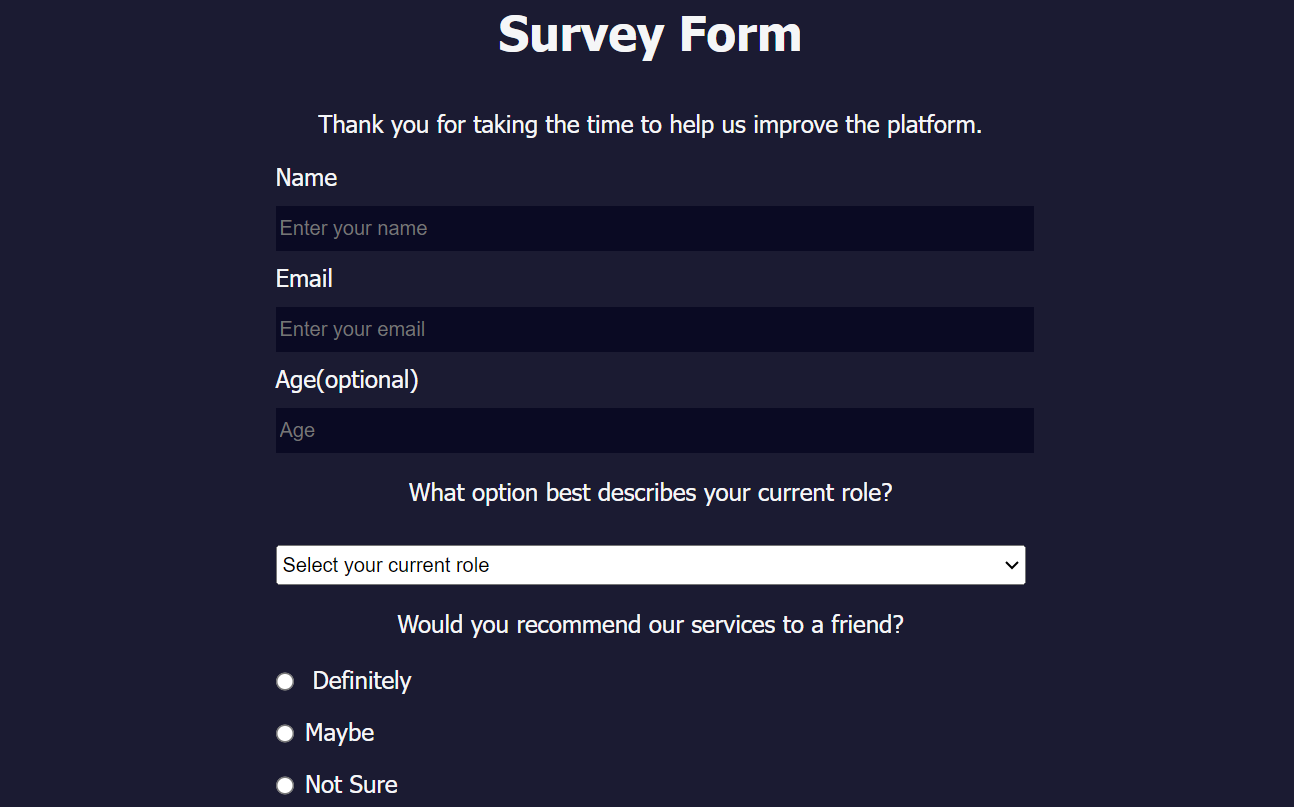 Survey Form
Thank you for taking the time to help us improve the platform.
Name
Enter your name
Email
Enter your email
Age(optional)
Age
What option best describes your current role?
Select your current role
Would you recommend our services to a friend?
Definitely
Maybe
Not Sure